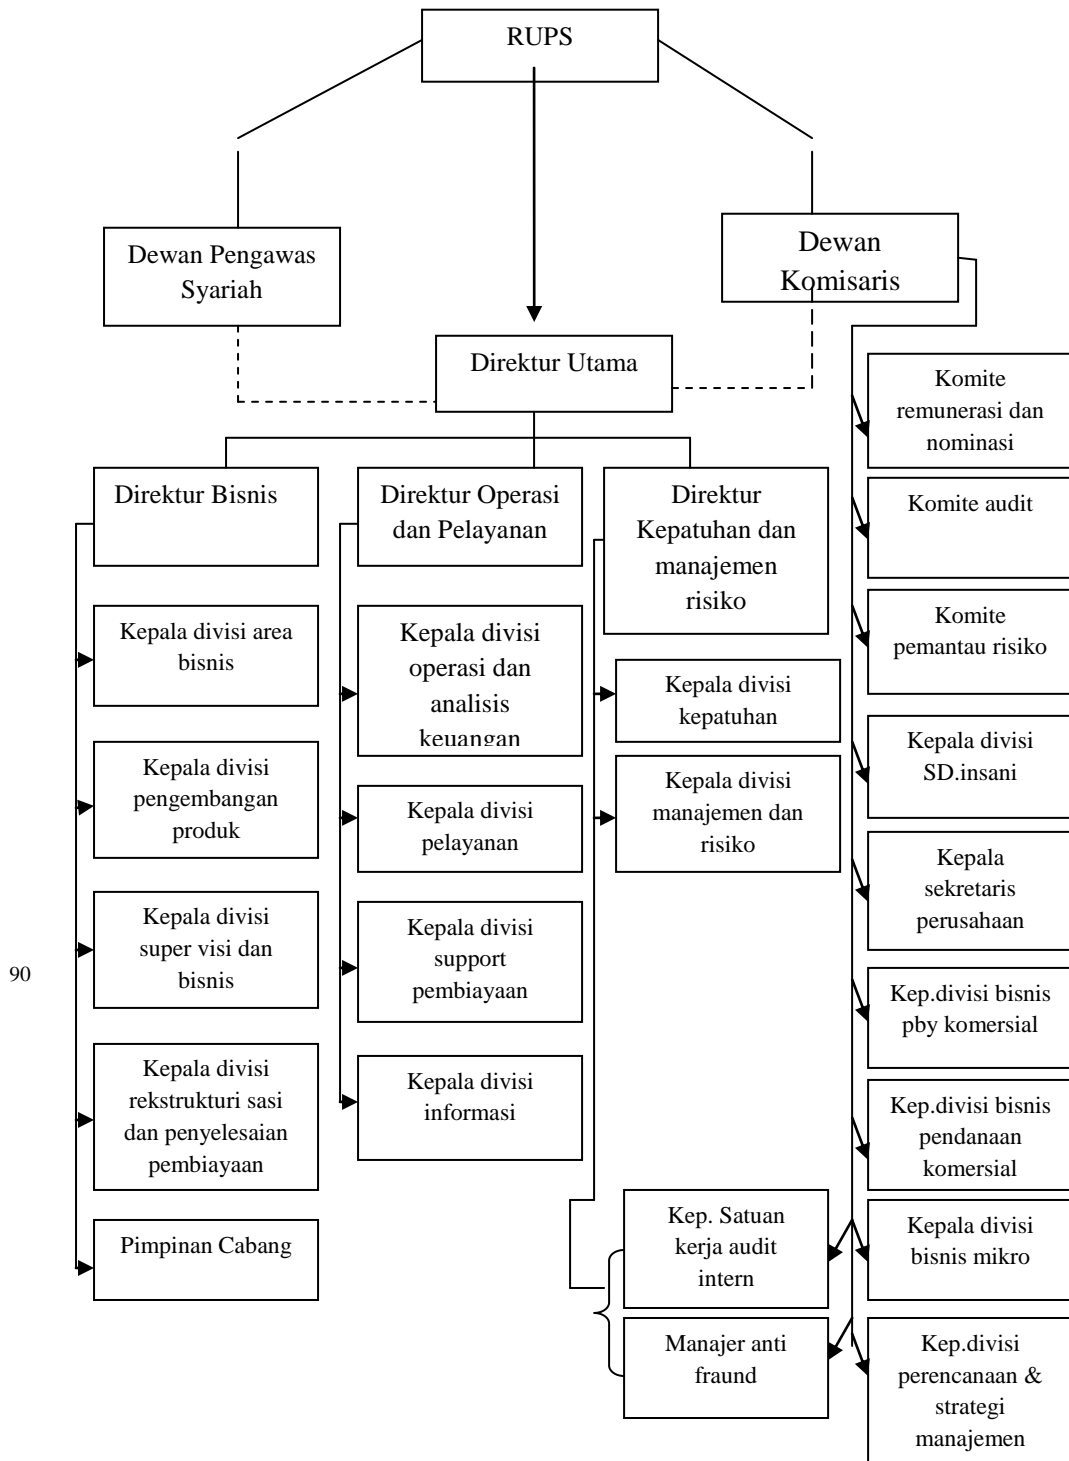 RUPS
Dewan Pengawas
Syariah
Dewan
Komisaris
Direktur Utama
Direktur Bisnis
Kepala divisi area
bisnis
Kepala divisi
pengembangan
produk
Kepala divisi
super visi dan
bisnis
Kepala divisi
rekstrukturi sasi
dan penyelesaian
pembiayaan
Pimpinan Cabang
Direktur Operasi
dan Pelayanan
Kepala divisi
operasi dan
analisis
keuangan
Kepala divisi
pelayanan
Kepala divisi
support
pembiayaan
Kepala divisi
informasi
Direktur
Kepatuhan dan
manajemen
risiko
Kepala divisi
kepatuhan
Kepala divisi
manajemen dan
risiko
Kep. Satuan
kerja audit
intern
Manajer anti
fraund
Komite
remunerasi dan
nominasi
Komite audit
Komite
pemantau risiko
Kepala divisi
SD.insani
Kepala
sekretaris
perusahaan
Kep.divisi bisnis
pby komersial
Kep.divisi bisnis
pendanaan
komersial
Kepala divisi
bisnis mikro
Kep.divisi
perencanaan &
strategi
manajemen
90